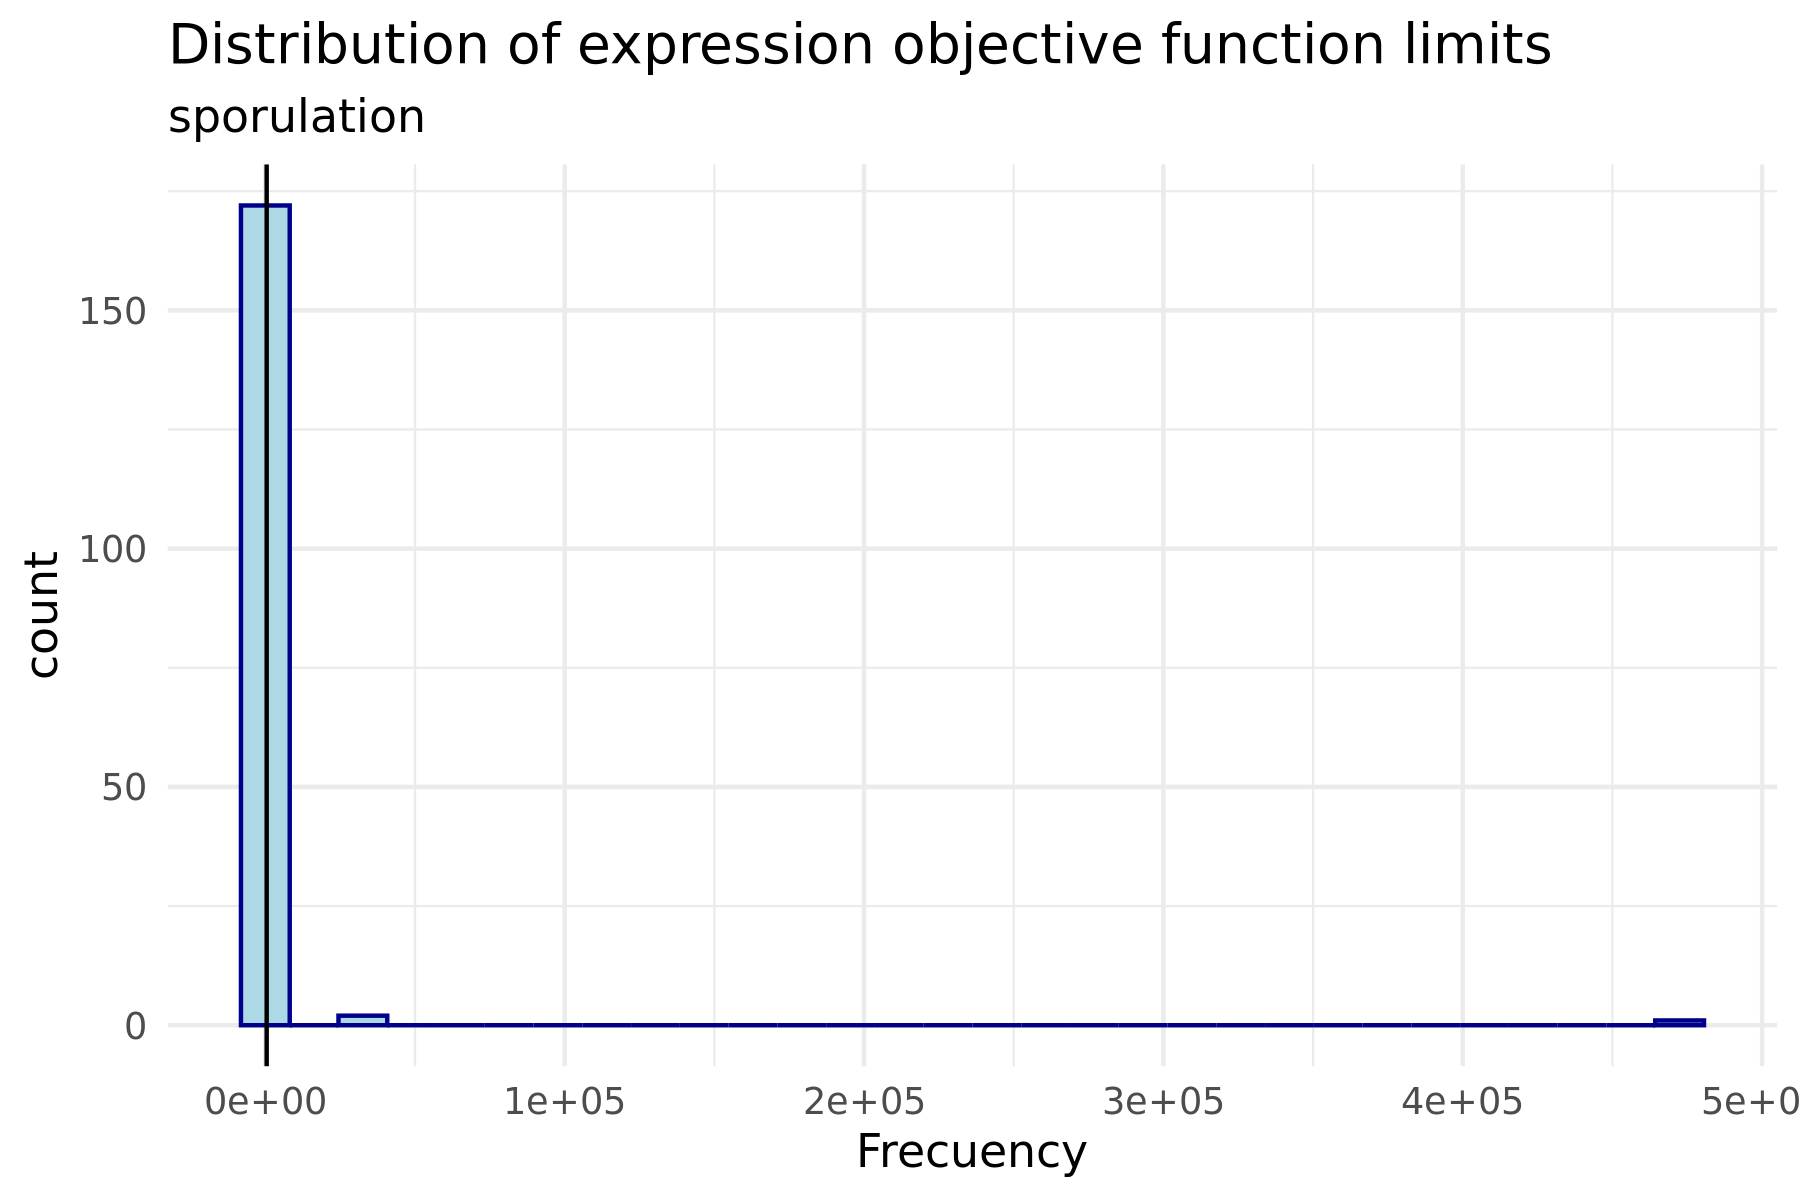 Distribution of expression objective function limits
sporulation
count
150
100
50
0
0e+00 1e+05 2e+05 3e+05 4e+05 5e+0
Frecuency